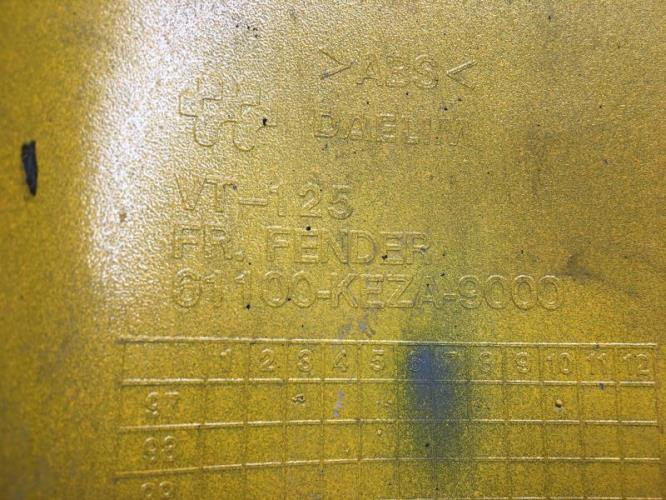 >ABS<
DAELIM
VT-125
FR. FENDER
61100-KEZA-9000
1 2 3 4 5 6 7 8 9 10 11 12
97
98
99